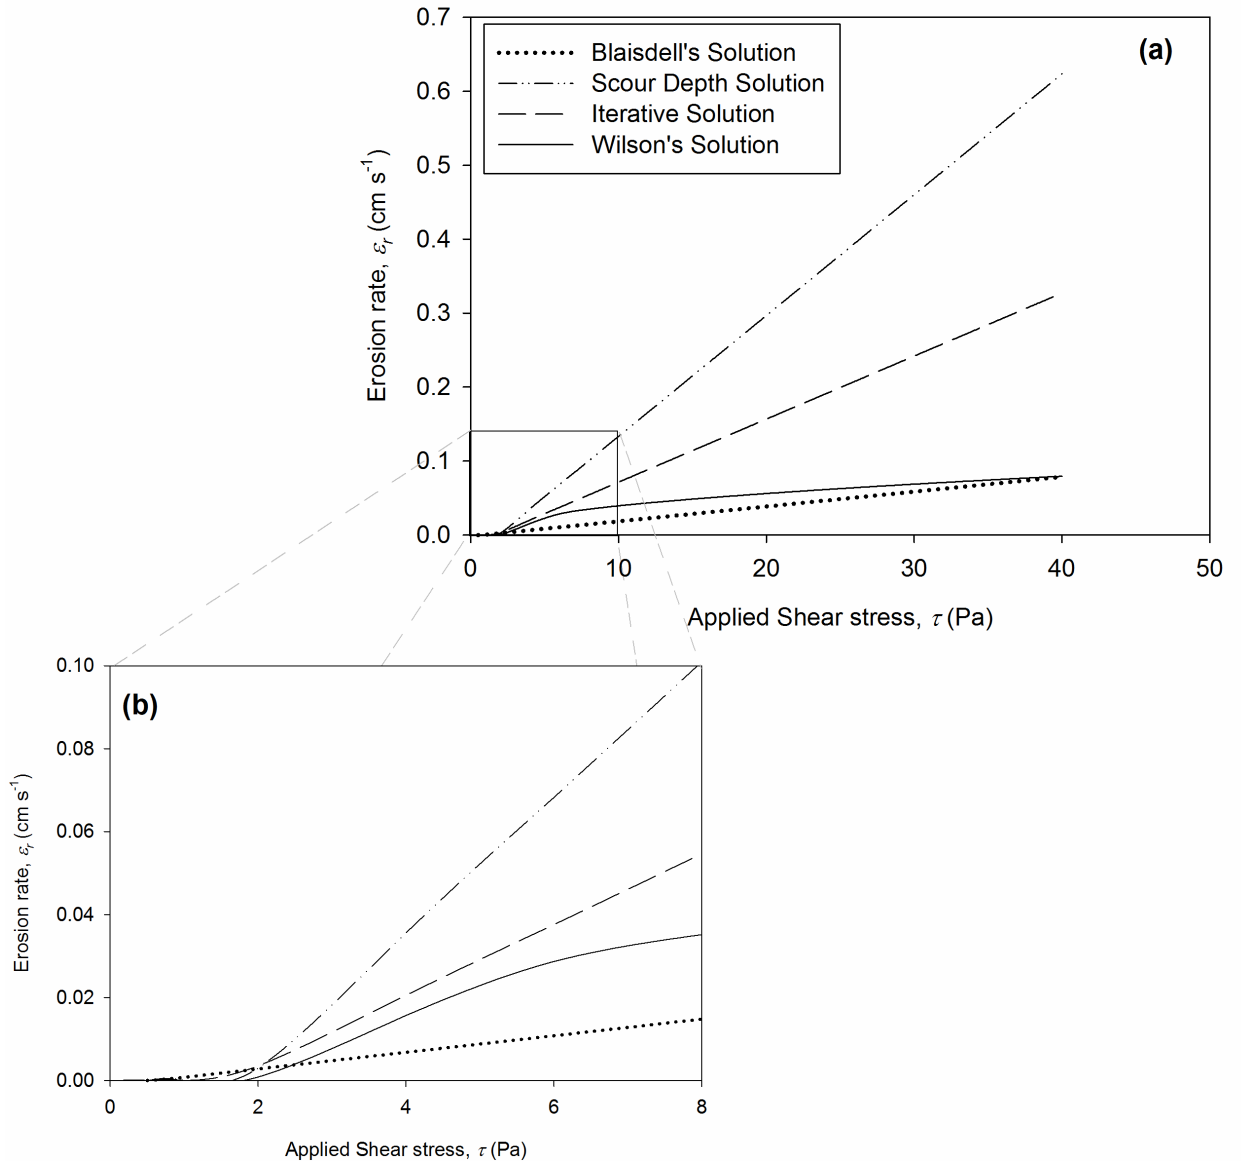 0.7
0.6
0.5
0.4
0.3
0.2
0.1
0.0
Erosion rate, εr (cm s-1)
Blaisdell's Solution
Scour Depth Solution
Iterative Solution
Wilson's Solution
(a)
0 10 20 30 40 50
Applied Shear stress, τ (Pa)
(b)
0.10
0.08
0.06
0.04
0.02
0.00
Erosion rate, εr (cm s-1)
0 2 4 6 8
Applied Shear stress, τ (Pa)